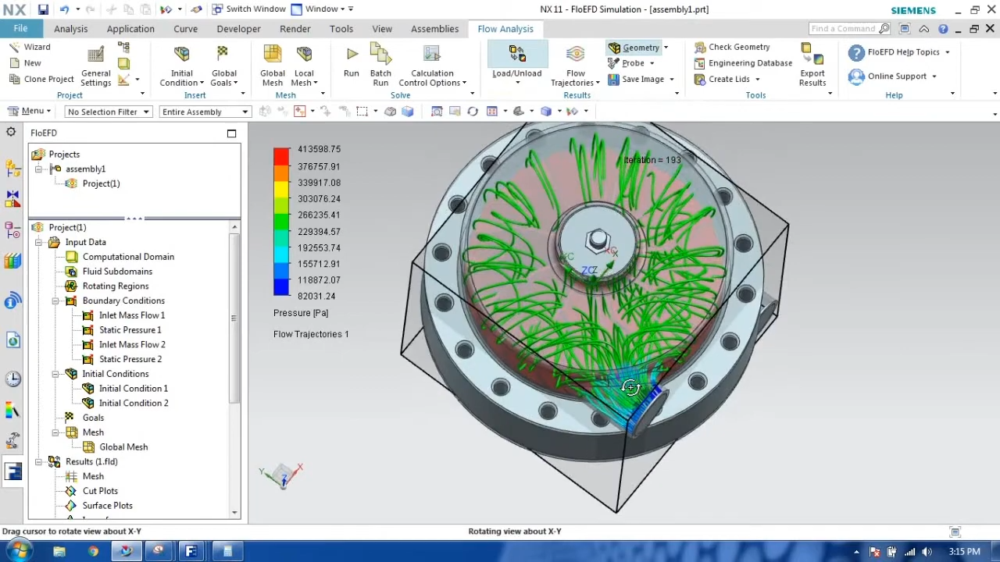 NX
Switch Window
Window
NX 11 - FloEFD Simulation - [assembly1.prt]
SIEMENS
File
Analysis
Application
Curve
Developer
Render
Tools
View
Assemblies
Flow Analysis
Find a Command
Wizard
New
Clone Project
General
Settings
Project
Initial
Condition
Global
Goals
Insert
Global
Mesh
Local
Mesh
Mesh
Run
Batch
Run
Calculation
Control Options
Solve
Load/Unload
Flow
Trajectories
Geometry
Probe
Save Image
Results
Check Geometry
Engineering Database
Create Lids
Export
Results
Tools
FloEFD Help Topics
Online Support
Help
Menu
No Selection Filter
Entire Assembly
FloEFD
Projects
assembly1
Project(1)
Project(1)
Input Data
Computational Domain
Fluid Subdomains
Rotating Regions
Boundary Conditions
Inlet Mass Flow 1
Static Pressure 1
Inlet Mass Flow 2
Static Pressure 2
Initial Conditions
Initial Condition 1
Initial Condition 2
Goals
Mesh
Global Mesh
Results (1.fld)
Mesh
Cut Plots
Surface Plots
413598.75
376757.91
339917.08
303076.24
266235.41
229394.57
192553.74
155712.91
118872.07
82031.24
Pressure [Pa]
Flow Trajectories 1
Iteration = 193
XC
X
YC
ZC
Z
Y
X
Z
Drag cursor to rotate view about X-Y
Rotating view about X-Y
3:15 PM